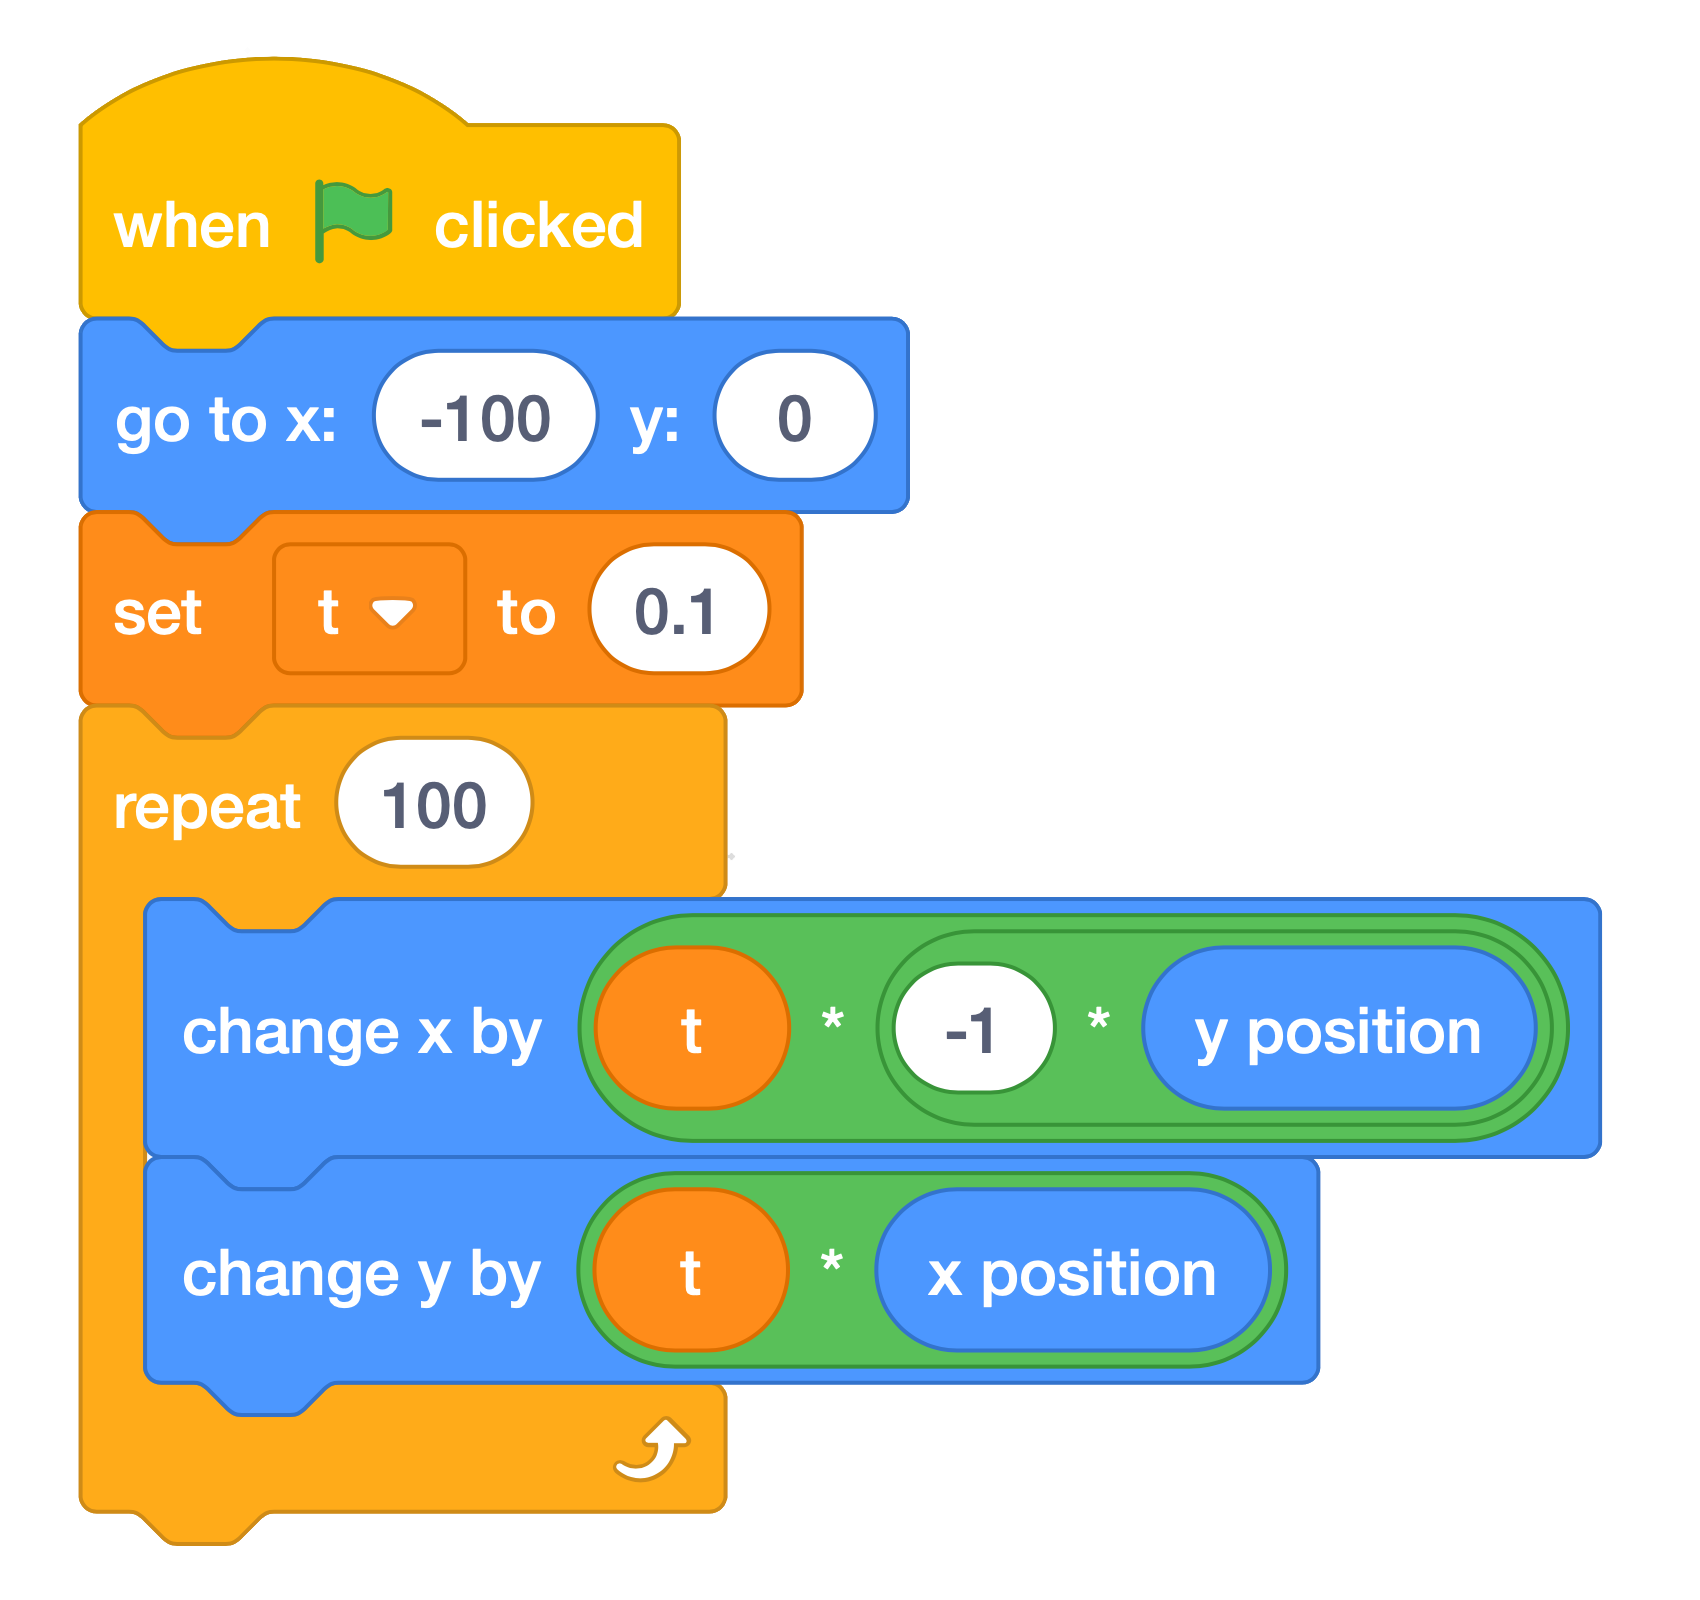 when clicked
go to x: -100 y: 0
set t to 0.1
repeat 100
change x by t * -1 * y position
change y by t * x position